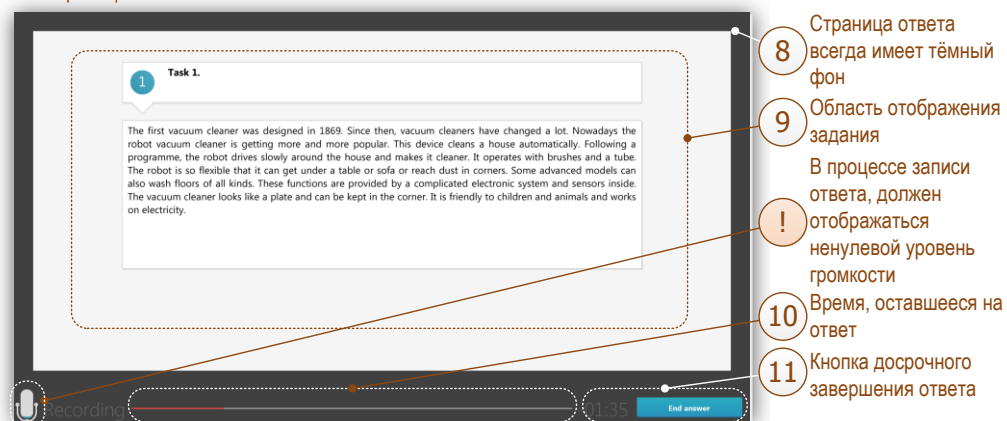 1
Task 1.
The first vacuum cleaner was designed in 1869. Since then, vacuum cleaners have changed a lot. Nowadays the
robot vacuum cleaner is getting more and more popular. This device cleans a house automatically. Following a
programme, the robot drives slowly around the house and makes it cleaner. It operates with brushes and a tube.
The robot is so flexible that it can get under a table or sofa or reach dust in corners. Some advanced models can
also wash floors of all kinds. These functions are provided by a complicated electronic system and sensors inside.
The vacuum cleaner looks like a plate and can be kept in the corner. It is friendly to children and animals and works
on electricity.
Recording
01:35
End answer
8
Страница ответа
всегда имеет тёмный
фон
9
Область отображения
задания
!
В процессе записи
ответа, должен
отображаться
ненулевой уровень
громкости
10
Время, оставшееся на
ответ
11
Кнопка досрочного
завершения ответа